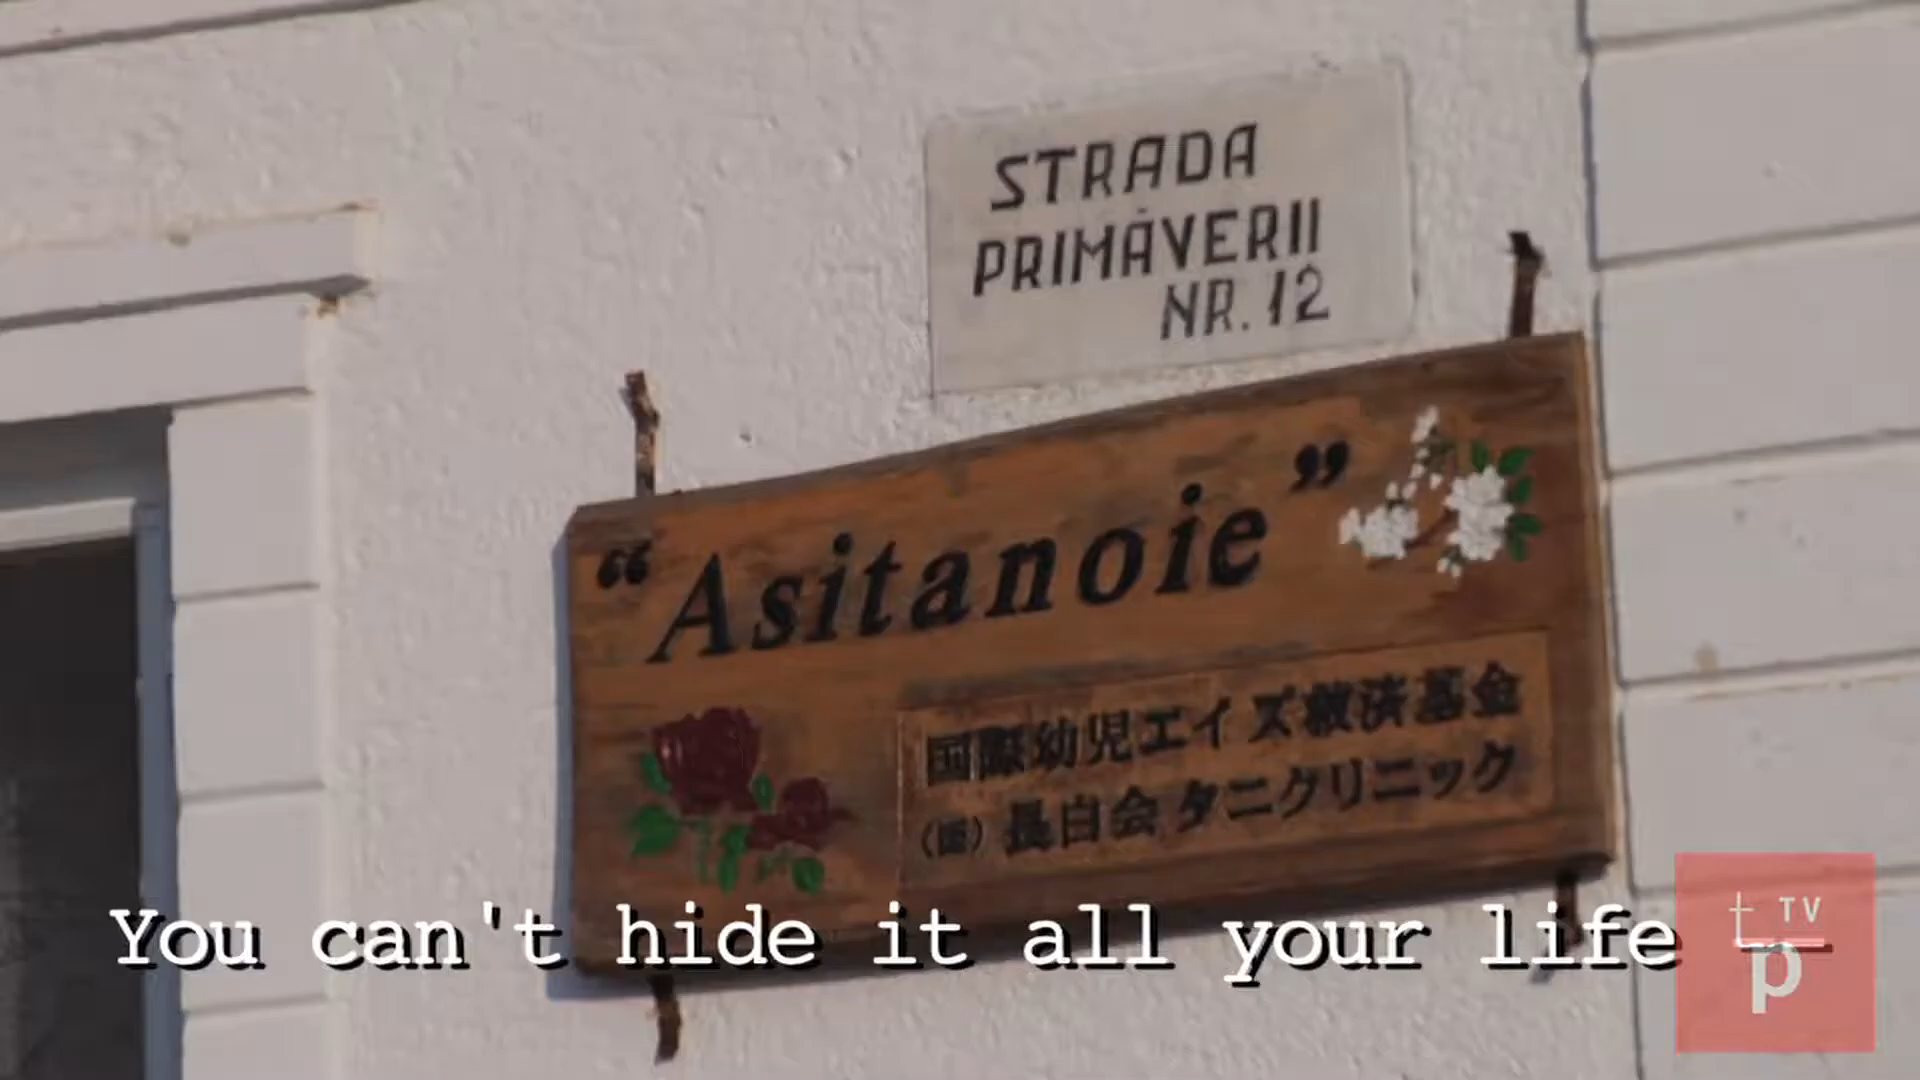 STRADA
PRIMĂVERII
NR. 12
“Asitanoie”
国際幼児エイズ救済基金
(医) 長白会 タニクリニック
You can't hide it all your life
tp TV